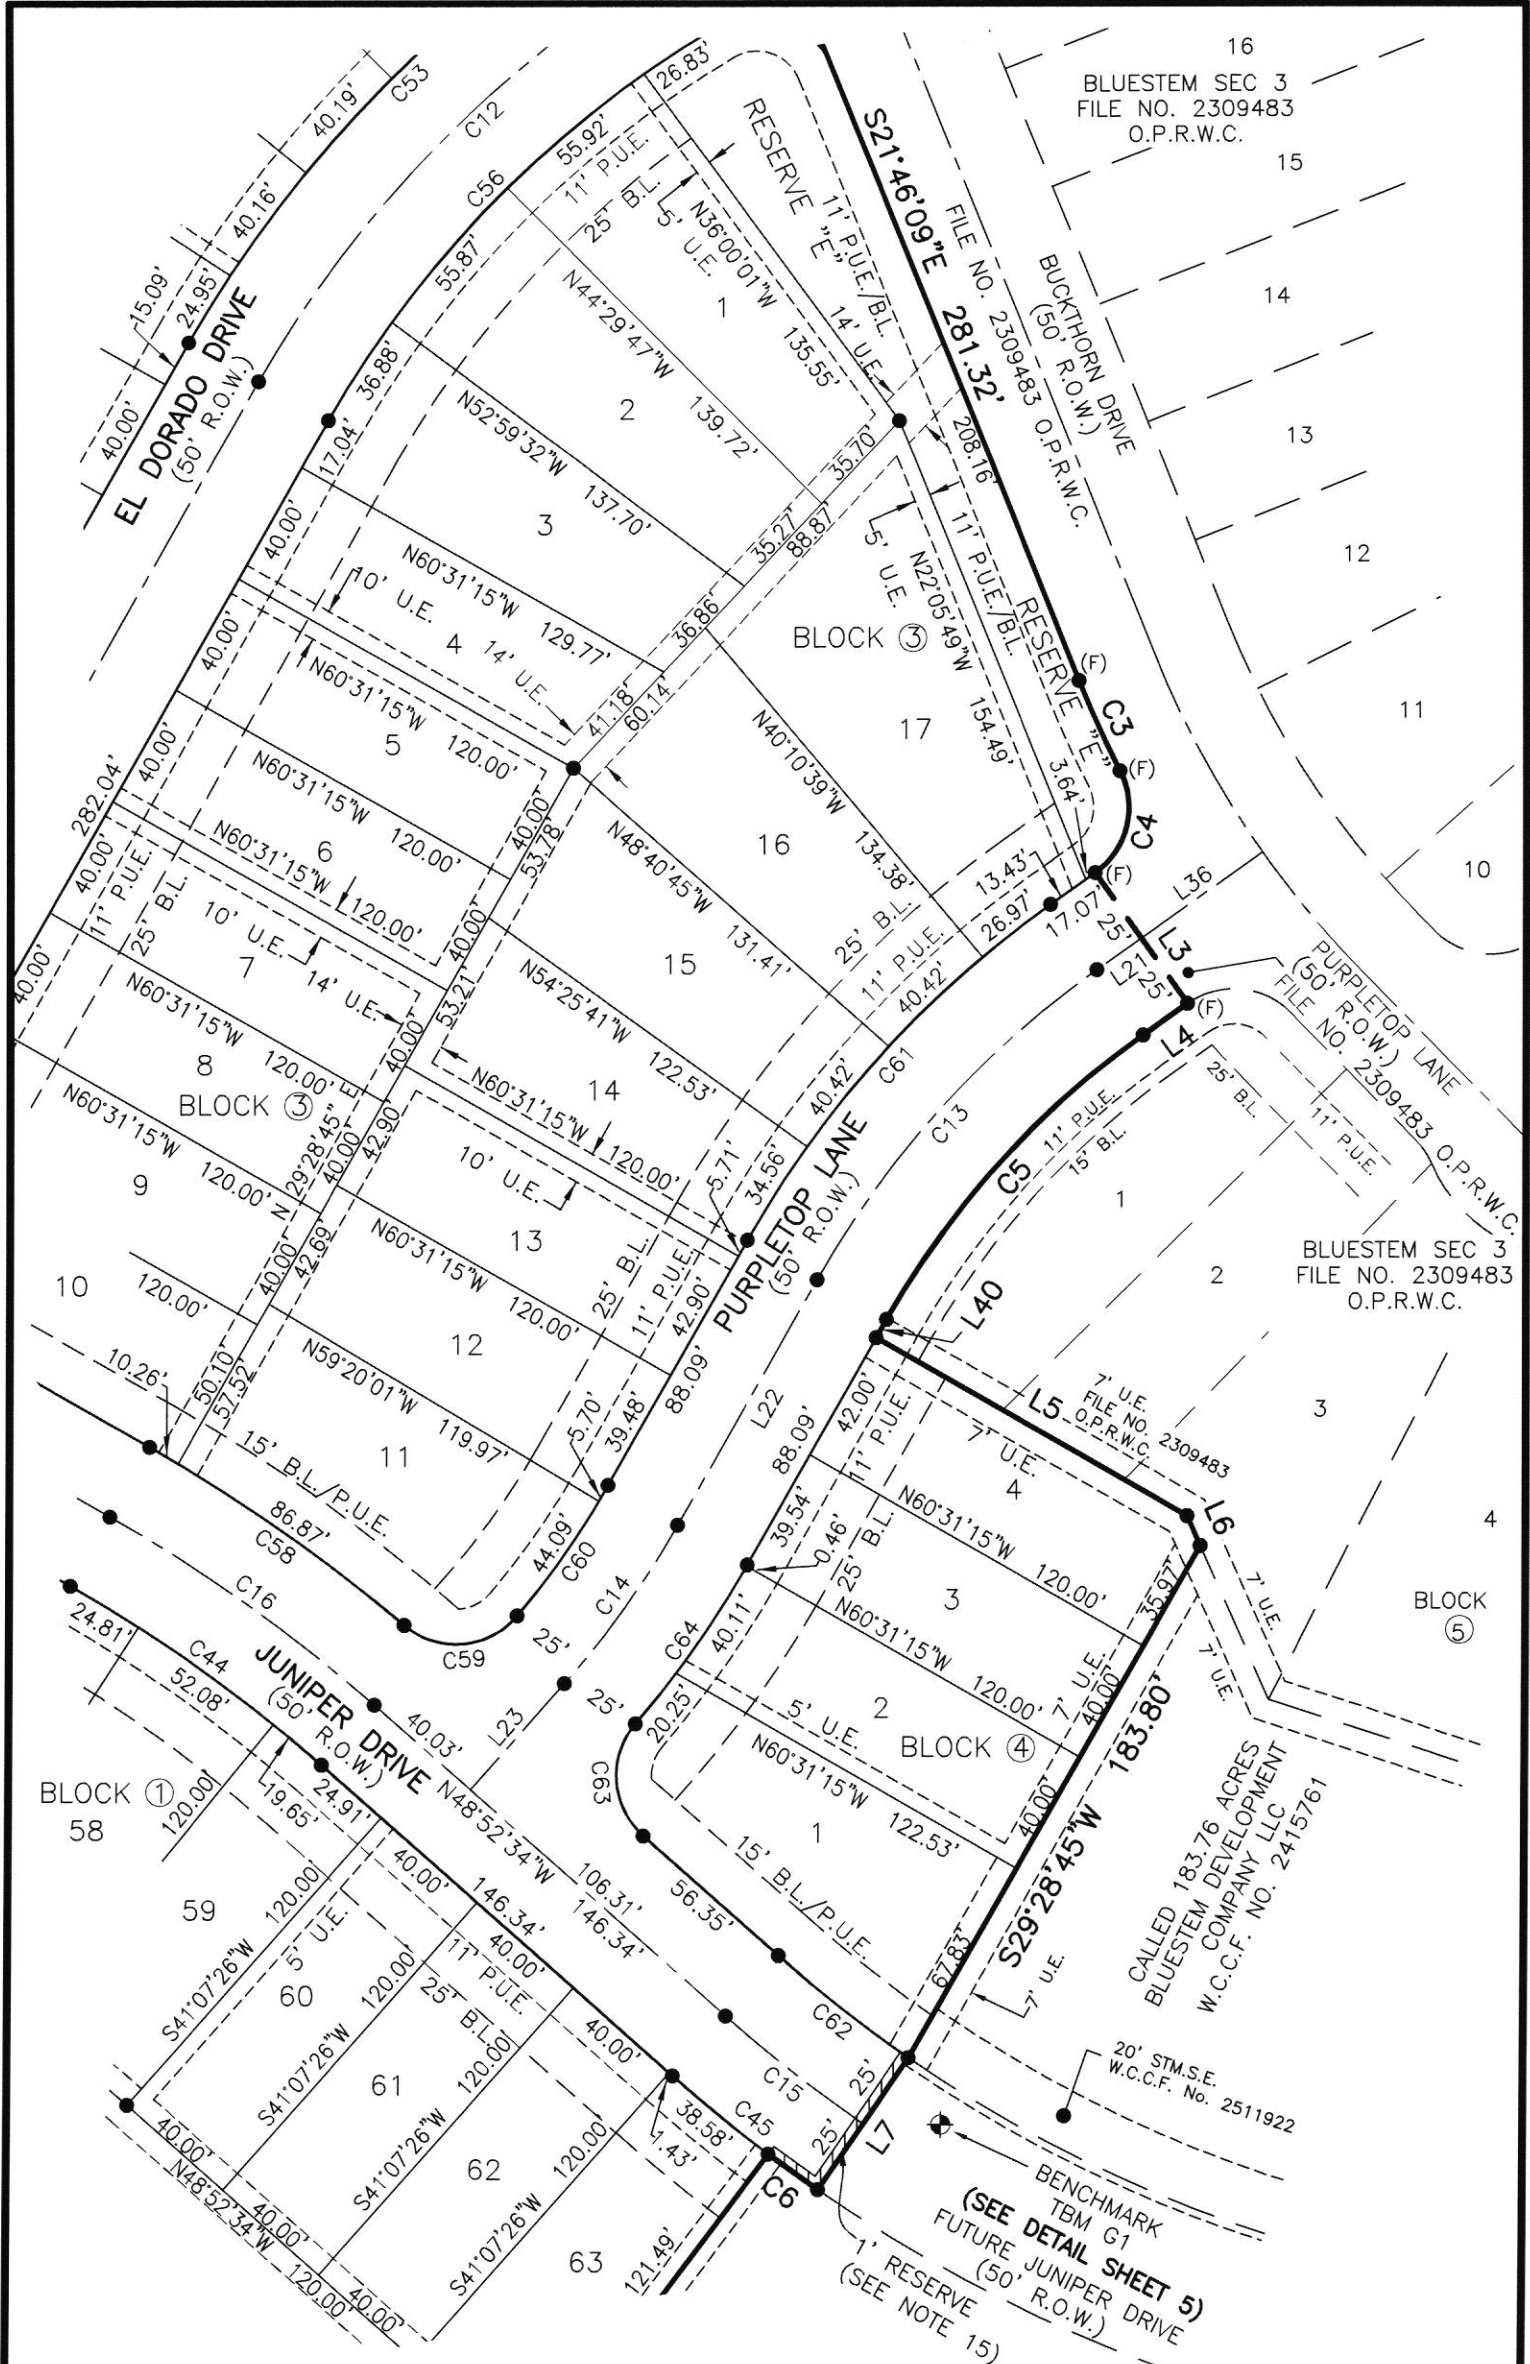 16
BLUESTEM SEC 3
FILE NO. 2309483
O.P.R.W.C.
15
14
13
12
11
10
C53
40.19'
40.16'
24.95'
15.09'
40.00'
EL DORADO DRIVE
(50' R.O.W.)
C12
C56
26.83'
55.92'
55.87'
36.88'
17.04'
11' P.U.E.
25' B.L.
5' U.E.
RESERVE "E"
11' P.U.E./B.L.
14' U.E.
S21°46'09"E 281.32'
208.16'
FILE NO. 2309483 O.P.R.W.C.
BUCKTHORN DRIVE
(50' R.O.W.)
N36°00'01"W 135.55'
1
N44°29'47"W 139.72'
2
N52°59'32"W 137.70'
3
N60°31'15"W 129.77'
10' U.E.
4
14' U.E.
35.70'
35.27'
88.87'
36.86'
41.18'
60.14'
5' U.E.
N22°05'49"W 154.49'
11' P.U.E./B.L.
RESERVE "E"
3.64'
BLOCK 3
17
(F)
C3
(F)
C4
(F)
40.00'
40.00'
40.00'
282.04'
40.00'
40.00'
N60°31'15"W 120.00'
5
N60°31'15"W 120.00'
6
N60°31'15"W 120.00'
11' P.U.E.
25' B.L.
10' U.E.
7
14' U.E.
N60°31'15"W 120.00'
8
BLOCK 3
N60°31'15"W 120.00'
9
10
120.00'
40.00'
53.78'
40.00'
53.21'
40.00'
N 29°28'45" E
40.00'
42.90'
40.00'
42.69'
50.10'
57.52'
10.26'
N40°10'39"W 134.38'
16
N48°40'45"W 131.41'
15
N54°25'41"W 122.53'
14
N60°31'15"W 120.00'
10' U.E.
13
N60°31'15"W 120.00'
12
N59°20'01"W 119.97'
11
13.43'
26.97'
17.07'
25' B.L.
11' P.U.E.
40.42'
40.42'
34.56'
5.71'
C61
PURPLETOP LANE
(50' R.O.W.)
C13
25'
L21
25'
L3
L36
(F)
L4
PURPLETOP LANE
(50' R.O.W.)
FILE NO. 2309483 O.P.R.W.C.
11' P.U.E.
15' B.L.
25' B.L.
11' P.U.E.
C5
1
2
3
4
BLUESTEM SEC 3
FILE NO. 2309483
O.P.R.W.C.
L40
L5
7' U.E.
FILE NO. 2309483
O.P.R.W.C.
L6
7' U.E.
7' U.E.
BLOCK
5
25' B.L.
11' P.U.E.
42.90'
88.09'
39.48'
5.70'
44.09'
C60
L22
C14
25'
C59
15' B.L./P.U.E.
86.87'
C58
C16
42.00'
88.09'
39.54'
0.46'
11' P.U.E.
25' B.L.
7' U.E.
4
N60°31'15"W 120.00'
3
N60°31'15"W 120.00'
2
BLOCK 4
5' U.E.
N60°31'15"W 122.53'
1
35.97'
7' U.E.
40.00'
40.00'
67.83'
S29°28'45"W 183.80'
7' U.E.
C64
40.11'
20.25'
25'
L23
C63
56.35'
15' B.L./P.U.E.
C62
24.81'
C44
52.08'
JUNIPER DRIVE
(50' R.O.W.)
40.03'
N48°52'34"W 146.34'
106.31'
BLOCK 1
58
120.00'
19.65'
24.91'
40.00'
146.34'
40.00'
40.00'
59
120.00'
S41°07'26"W
5' U.E.
60
S41°07'26"W 120.00'
11' P.U.E.
25' B.L.
61
S41°07'26"W 120.00'
62
S41°07'26"W 120.00'
63
40.00'
N48°52'34"W 120.00'
40.00'
40.00'
C45
38.58'
1.43'
C15
25'
25'
L7
C6
121.49'
CALLED 183.76 ACRES
BLUESTEM DEVELOPMENT
COMPANY LLC
W.C.C.F. NO. 2415761
20' STM.S.E.
W.C.C.F. No. 2511922
BENCHMARK
TBM G1
(SEE DETAIL SHEET 5)
FUTURE JUNIPER DRIVE
(50' R.O.W.)
1' RESERVE
(SEE NOTE 15)